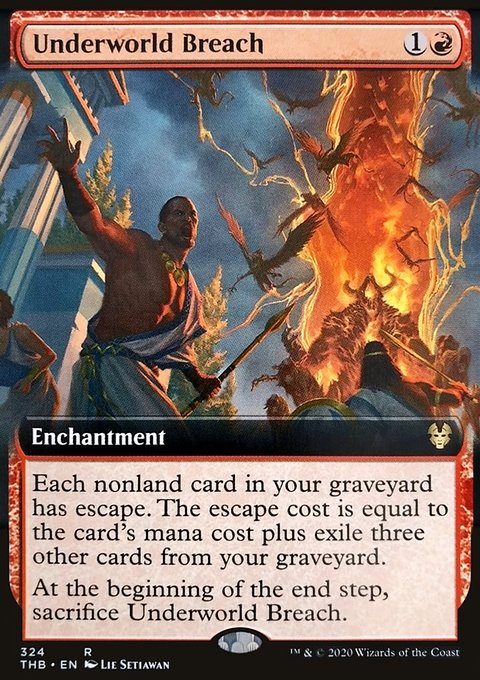 Underworld Breach 1
Enchantment
Each nonland card in your graveyard
has escape. The escape cost is equal to
the card's mana cost plus exile three
other cards from your graveyard.
At the beginning of the end step,
sacrifice Underworld Breach.
324 R
THB • EN Lie Setiawan
™ & © 2020 Wizards of the Coast